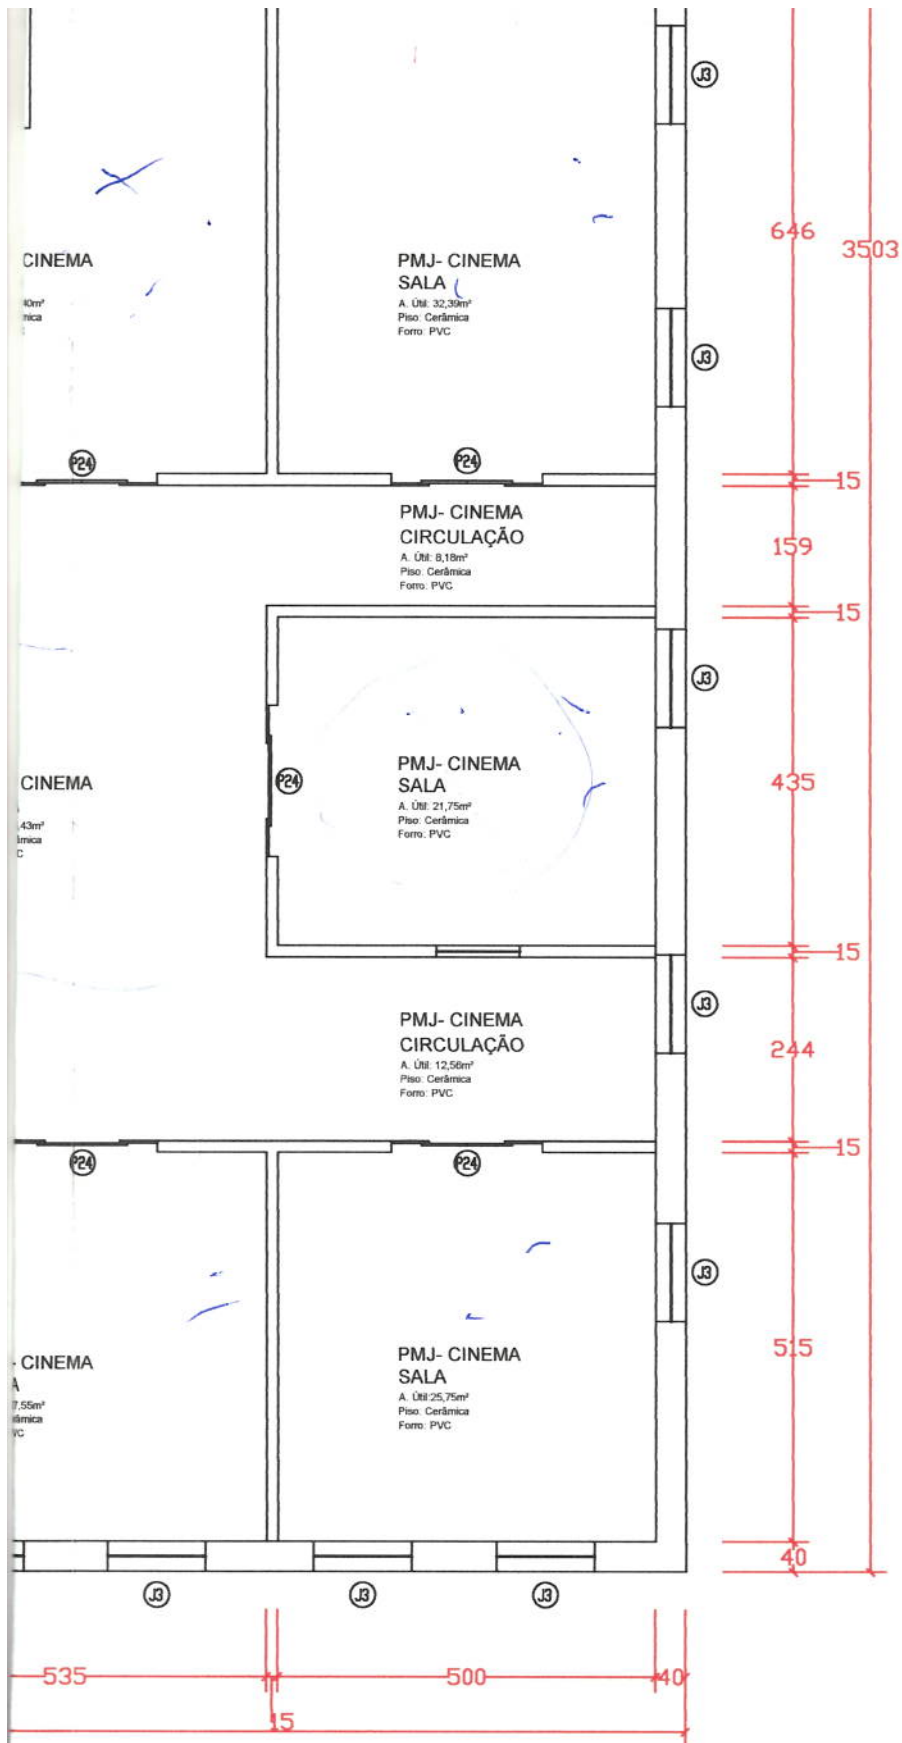 J3
646
3503
CINEMA
PMJ- CINEMA
SALA
A. Útil: 32,39m²
Piso: Cerâmica
Forro: PVC
J3
P24
P24
15
PMJ- CINEMA
CIRCULAÇÃO
A. Útil: 8,18m²
Piso: Cerâmica
Forro: PVC
159
15
J3
CINEMA
P24
PMJ- CINEMA
SALA
A. Útil: 21,75m²
Piso: Cerâmica
Forro: PVC
435
15
J3
PMJ- CINEMA
CIRCULAÇÃO
A. Útil: 12,56m²
Piso: Cerâmica
Forro: PVC
244
15
P24
P24
J3
- CINEMA
PMJ- CINEMA
SALA
A. Útil:25,75m²
Piso: Cerâmica
Forro: PVC
515
40
J3
J3
J3
535
500
40
15